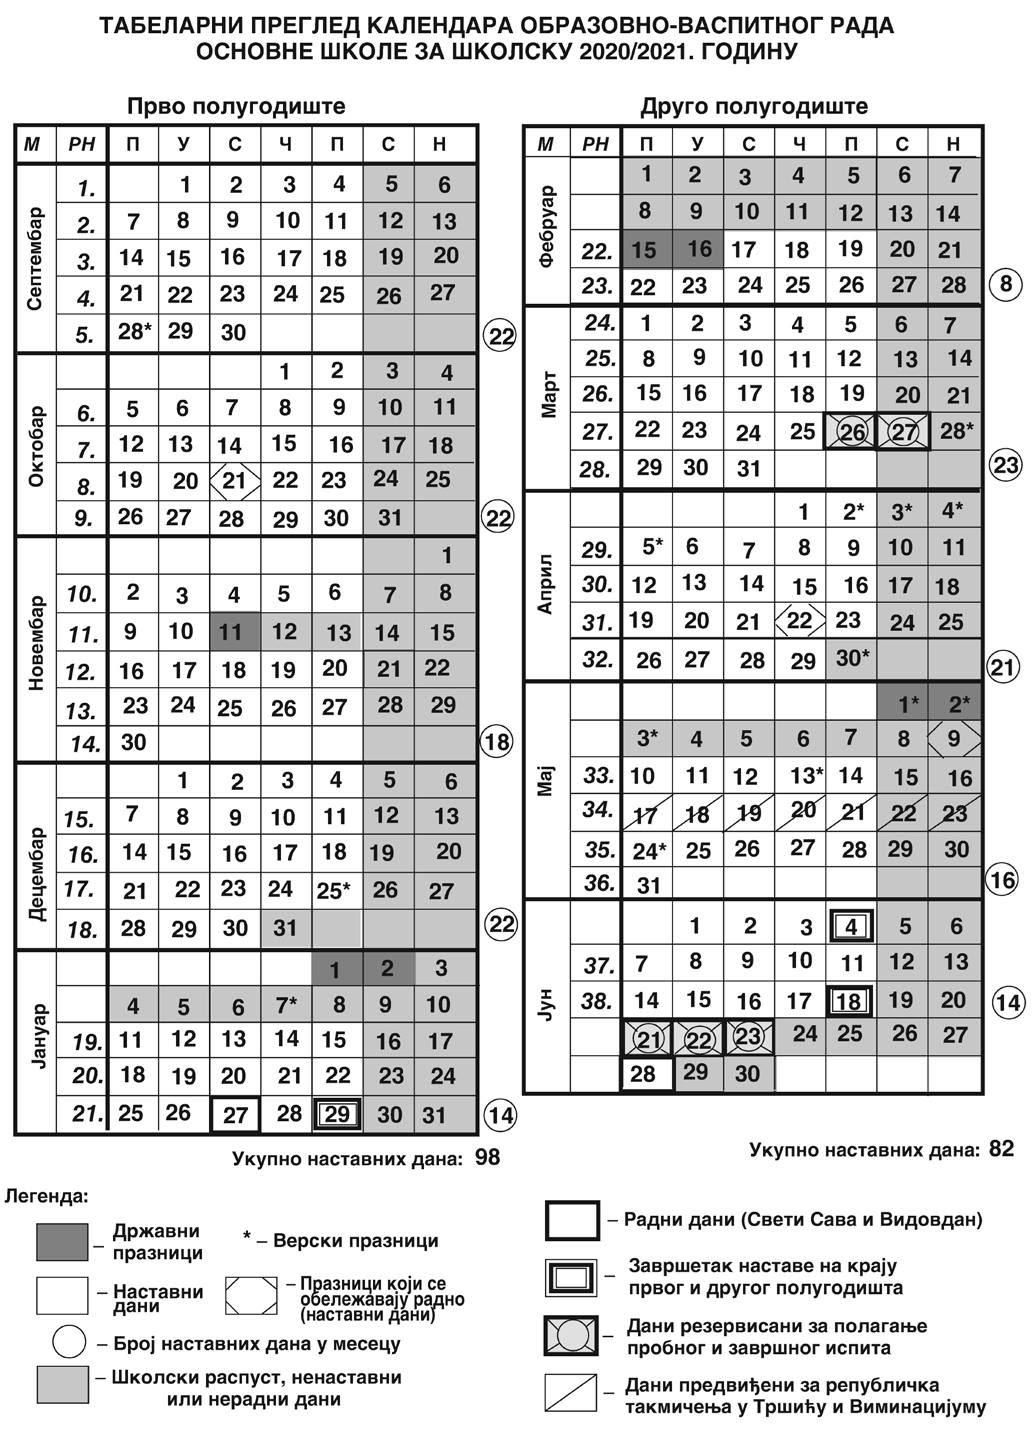 ТАБЕЛАРНИ ПРЕГЛЕД КАЛЕНДАРА ОБРАЗОВНО-ВАСПИТНОГ РАДА
ОСНОВНЕ ШКОЛЕ ЗА ШКОЛСКУ 2020/2021. ГОДИНУ
Прво полугодиште
М РН П У С Ч П С Н
Септембар
1. 1 2 3 4 5 6
2. 7 8 9 10 11 12 13
3. 14 15 16 17 18 19 20
4. 21 22 23 24 25 26 27
5. 28* 29 30
22
Октобар
1 2 3 4
6. 5 6 7 8 9 10 11
7. 12 13 14 15 16 17 18
8. 19 20 21 22 23 24 25
9. 26 27 28 29 30 31
22
Новембар
1
10. 2 3 4 5 6 7 8
11. 9 10 11 12 13 14 15
12. 16 17 18 19 20 21 22
13. 23 24 25 26 27 28 29
14. 30
18
Децембар
1 2 3 4 5 6
15. 7 8 9 10 11 12 13
16. 14 15 16 17 18 19 20
17. 21 22 23 24 25* 26 27
18. 28 29 30 31
22
Јануар
1 2 3
4 5 6 7* 8 9 10
19. 11 12 13 14 15 16 17
20. 18 19 20 21 22 23 24
21. 25 26 27 28 29 30 31
14
Укупно наставних дана: 98
Друго полугодиште
М РН П У С Ч П С Н
Фебруар
1 2 3 4 5 6 7
8 9 10 11 12 13 14
22. 15 16 17 18 19 20 21
23. 22 23 24 25 26 27 28
8
Март
24. 1 2 3 4 5 6 7
25. 8 9 10 11 12 13 14
26. 15 16 17 18 19 20 21
27. 22 23 24 25 26 27 28*
28. 29 30 31
23
Април
1 2* 3* 4*
29. 5* 6 7 8 9 10 11
30. 12 13 14 15 16 17 18
31. 19 20 21 22 23 24 25
32. 26 27 28 29 30*
21
Мај
1* 2*
3* 4 5 6 7 8 9
33. 10 11 12 13* 14 15 16
34. 17 18 19 20 21 22 23
35. 24* 25 26 27 28 29 30
36. 31
16
Јун
1 2 3 4 5 6
37. 7 8 9 10 11 12 13
38. 14 15 16 17 18 19 20
21 22 23 24 25 26 27
28 29 30
14
Укупно наставних дана: 82
Легенда:
– Државни
празници
– Наставни
дани
– Број наставних дана у месецу
– Школски распуст, ненаставни
или нерадни дани
* – Верски празници
– Празници који се
обележавају радно
(наставни дани)
– Радни дани (Свети Сава и Видовдан)
– Завршетак наставе на крају
првог и другог полугодишта
– Дани резервисани за полагање
пробног и завршног испита
– Дани предвиђени за републичка
такмичења у Тршићу и Виминацијуму